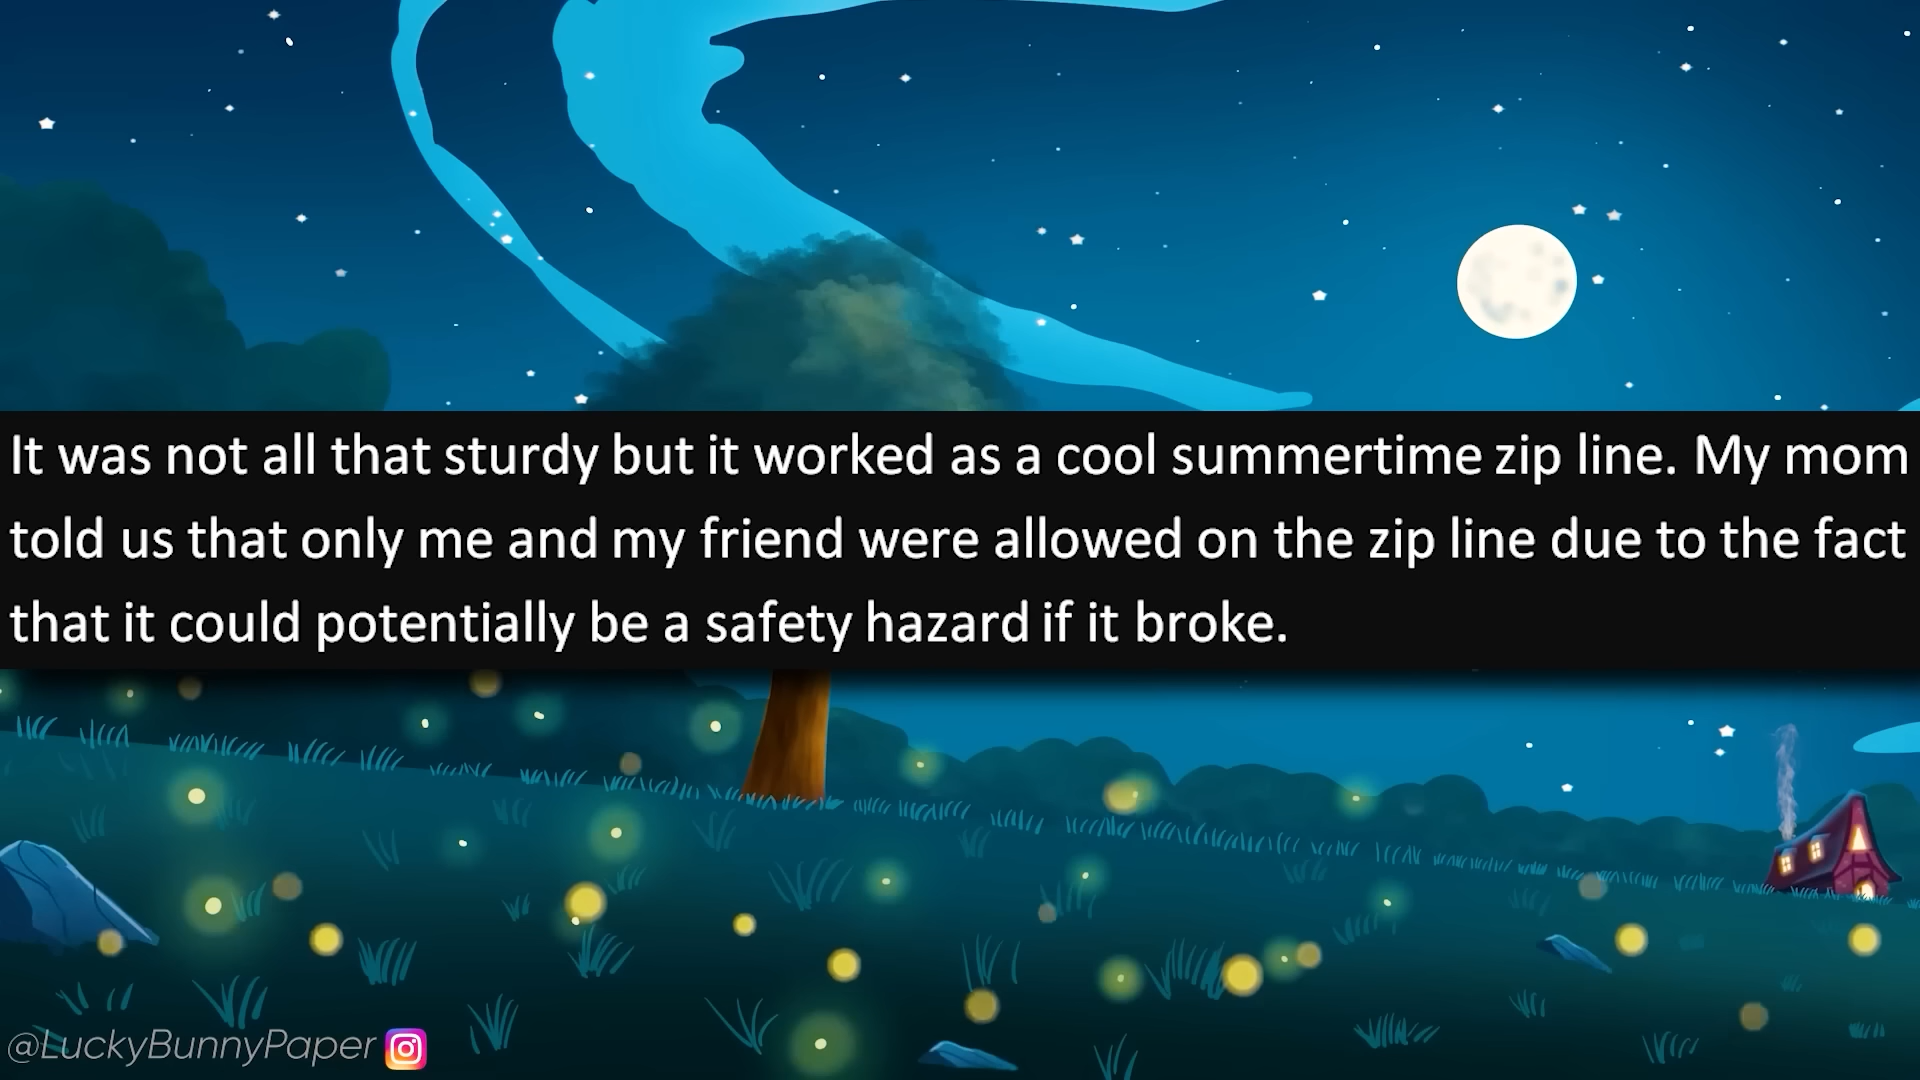 It was not all that sturdy but it worked as a cool summertime zip line. My mom
told us that only me and my friend were allowed on the zip line due to the fact
that it could potentially be a safety hazard if it broke.
@LuckyBunnyPaper